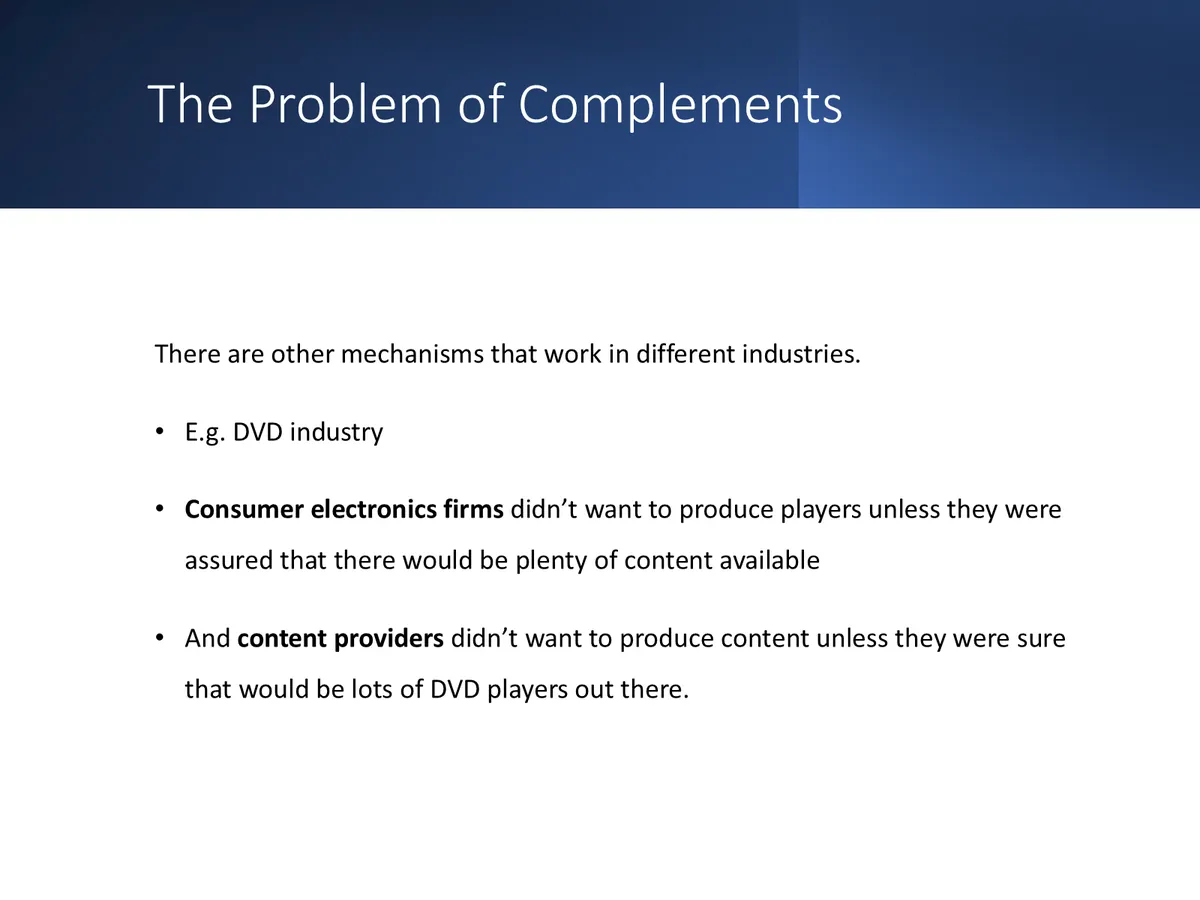 The Problem of Complements
There are other mechanisms that work in different industries.
• E.g. DVD industry
• Consumer electronics firms didn’t want to produce players unless they were
assured that there would be plenty of content available
• And content providers didn’t want to produce content unless they were sure
that would be lots of DVD players out there.